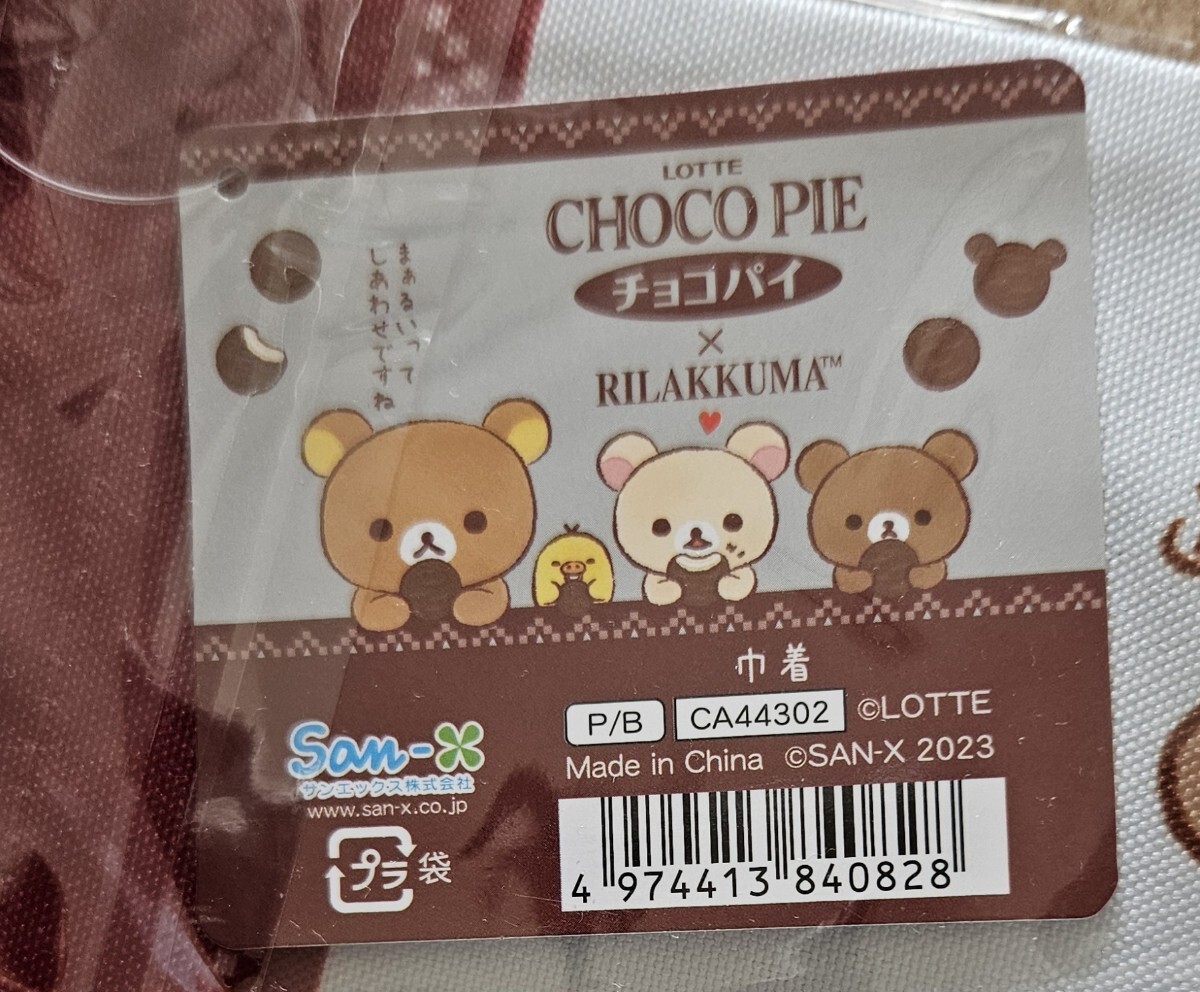 LOTTE
CHOCO PIE
チョコパイ
×
RILAKKUMA™
まぁるいって
しあわせですね
巾着
P/B CA44302 ©LOTTE
Made in China ©SAN-X 2023
San-X
サンエックス株式会社
www.san-x.co.jp
プラ 袋
4 974413 840828